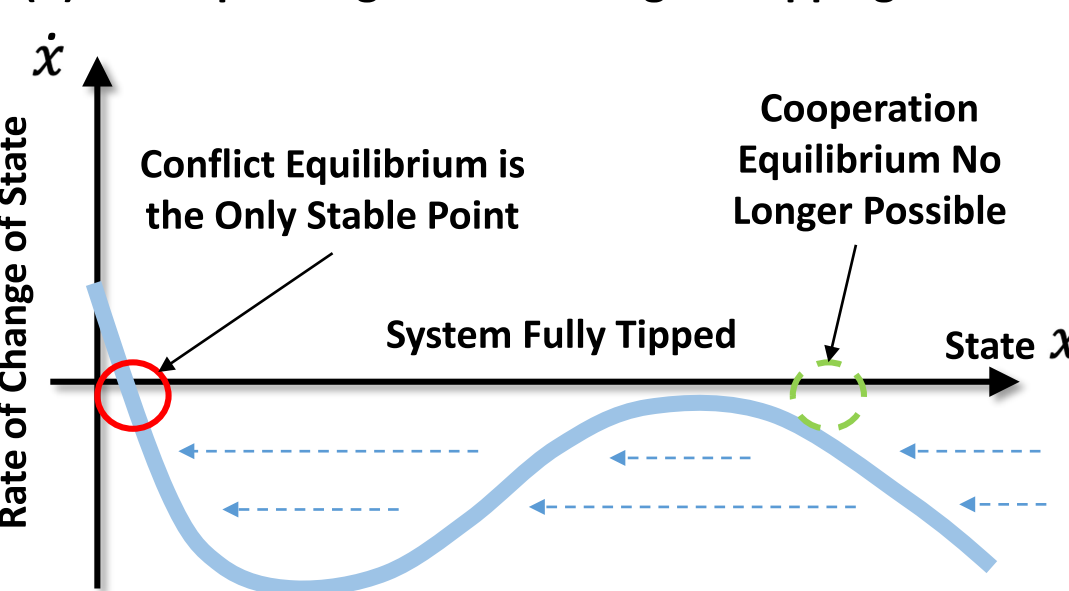 ẋ
Rate of Change of State
Conflict Equilibrium is
the Only Stable Point
Cooperation
Equilibrium No
Longer Possible
System Fully Tipped
State x